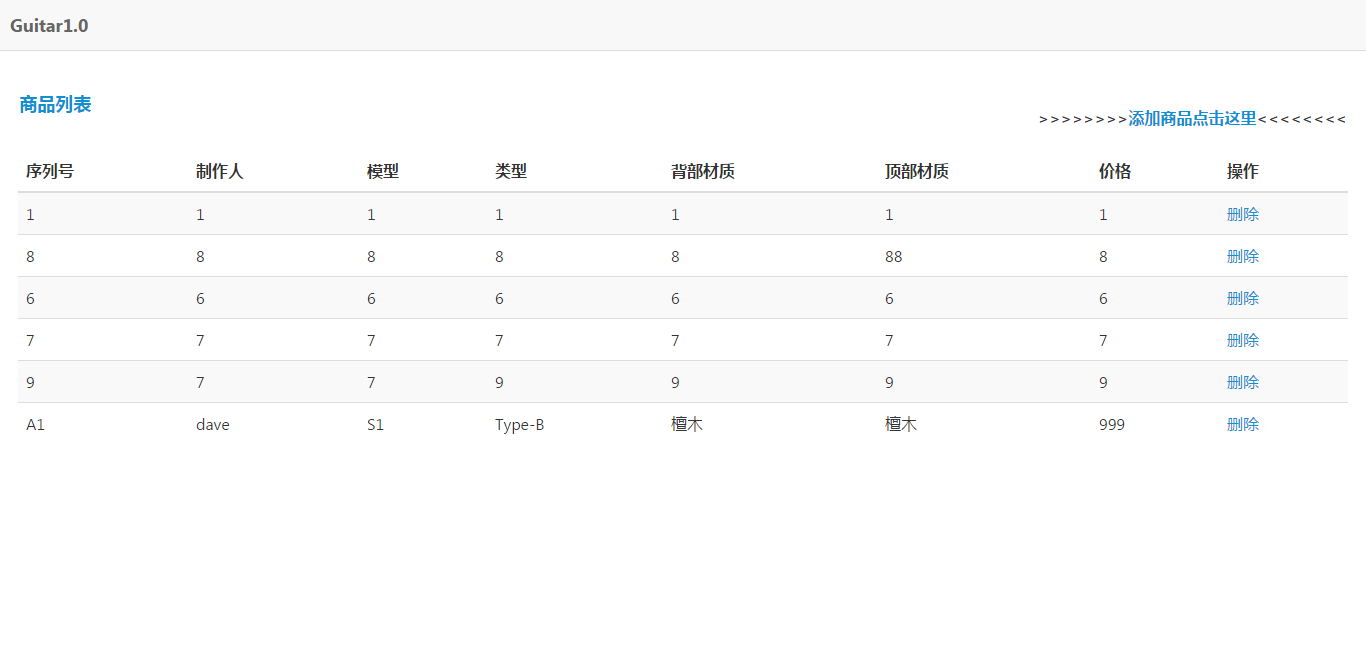 Guitar1.0
商品列表
>>>>>>>>添加商品点击这里<<<<<<<<
序列号 制作人 模型 类型 背部材质 顶部材质 价格 操作
1 1 1 1 1 1 1 删除
8 8 8 8 8 88 8 删除
6 6 6 6 6 6 6 删除
7 7 7 7 7 7 7 删除
9 7 7 9 9 9 9 删除
A1 dave S1 Type-B 檀木 檀木 999 删除